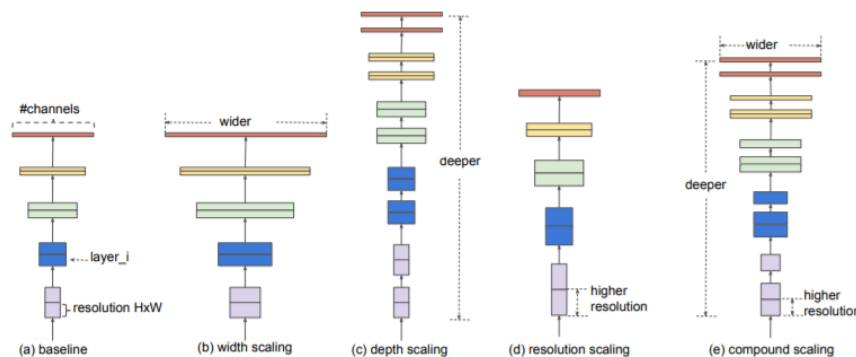 #channels
layer_i
resolution HxW
(a) baseline
wider
(b) width scaling
deeper
(c) depth scaling
higher
resolution
(d) resolution scaling
wider
deeper
higher
resolution
(e) compound scaling